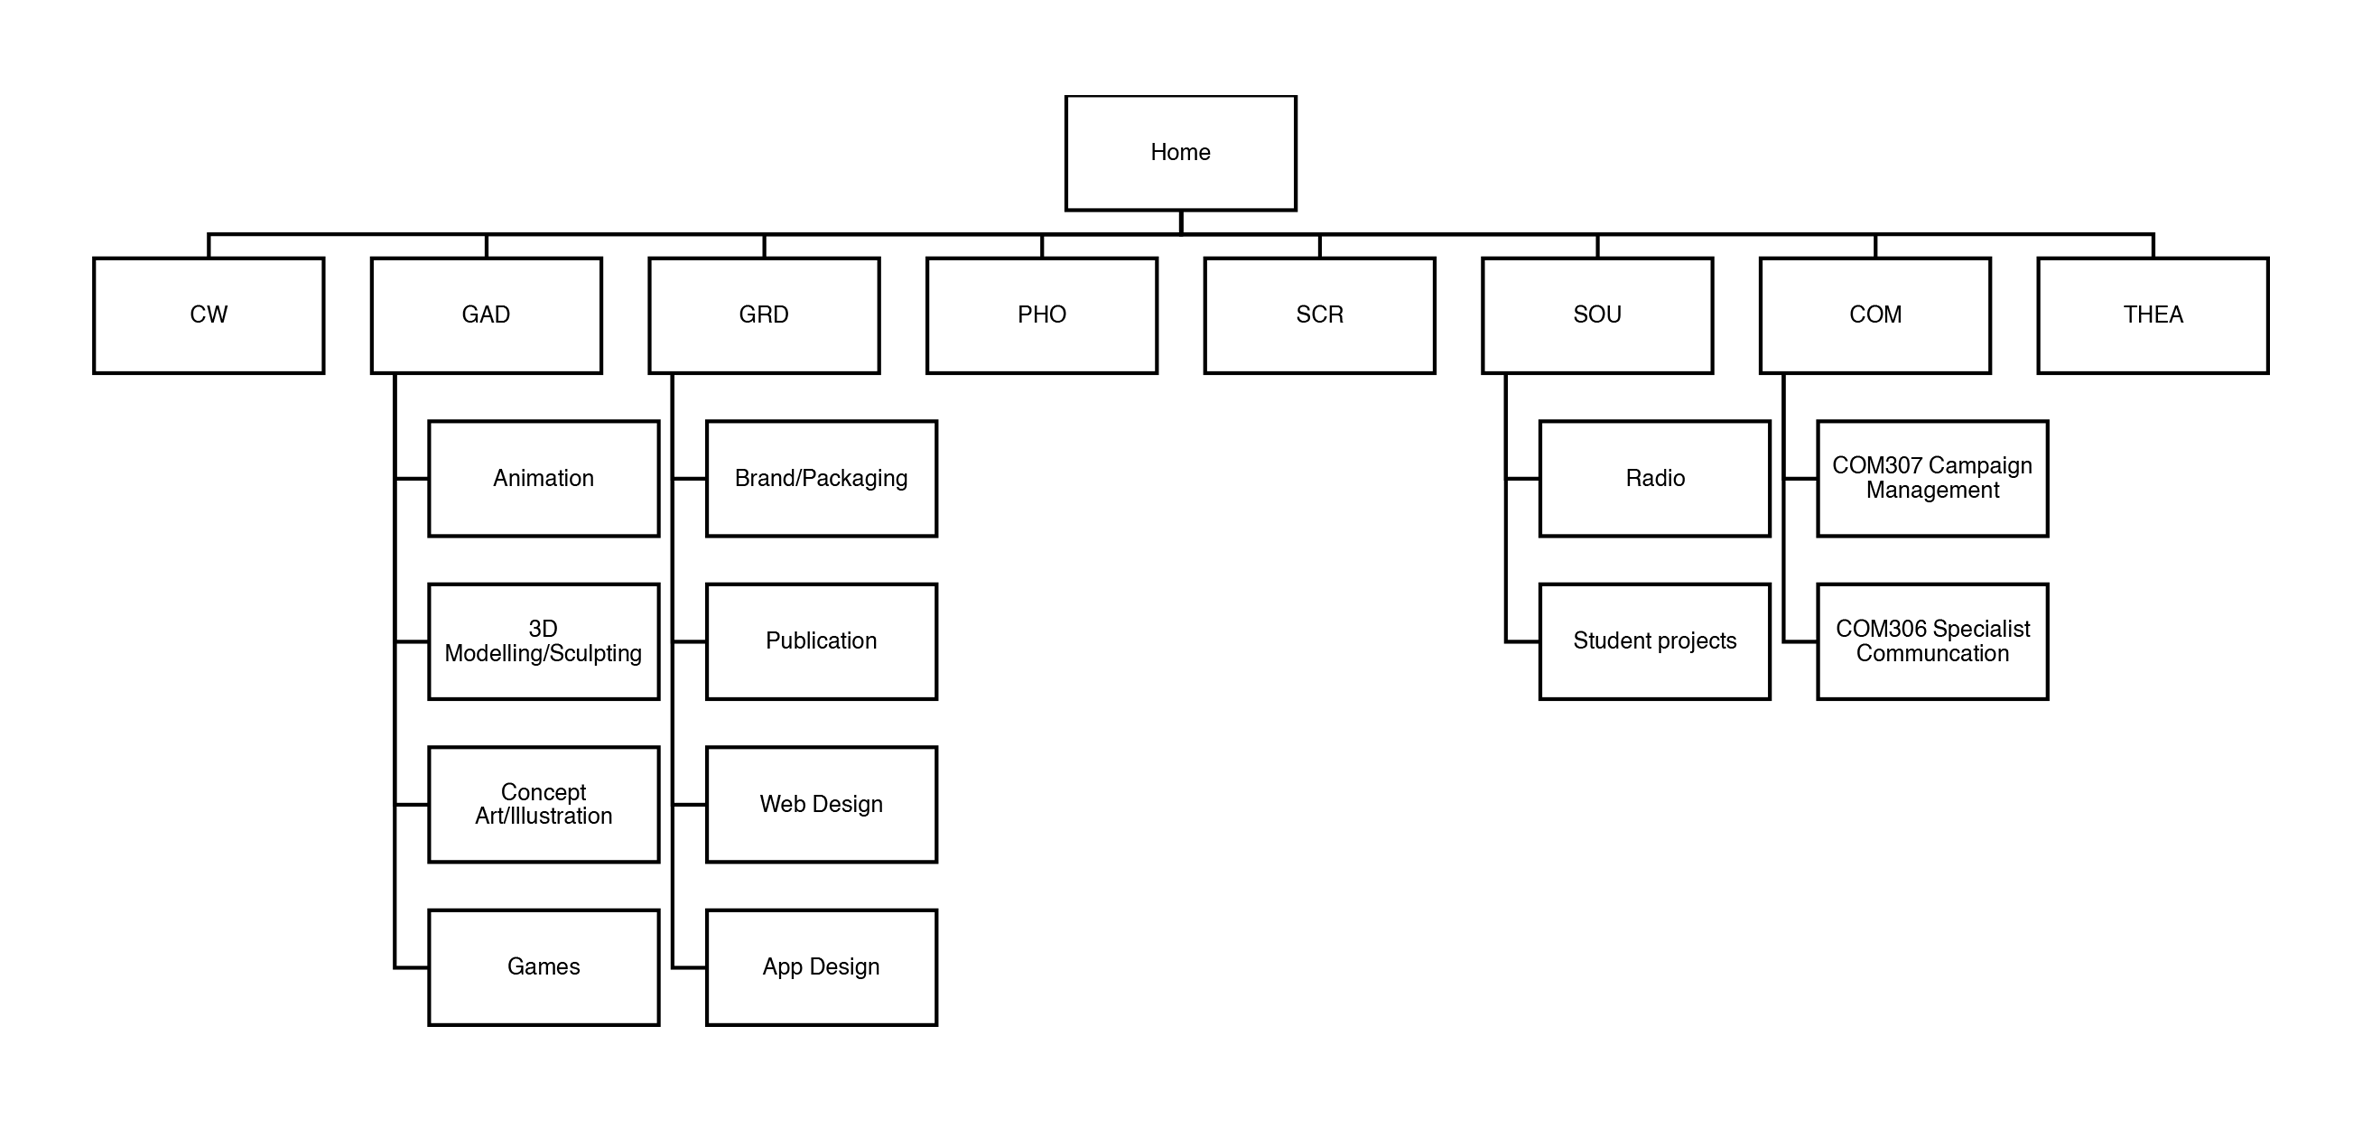 Home
CW
GAD
GRD
PHO
SCR
SOU
COM
THEA
Animation
Brand/Packaging
Radio
COM307 Campaign
Management
3D
Modelling/Sculpting
Publication
Student projects
COM306 Specialist
Communcation
Concept
Art/Illustration
Web Design
Games
App Design